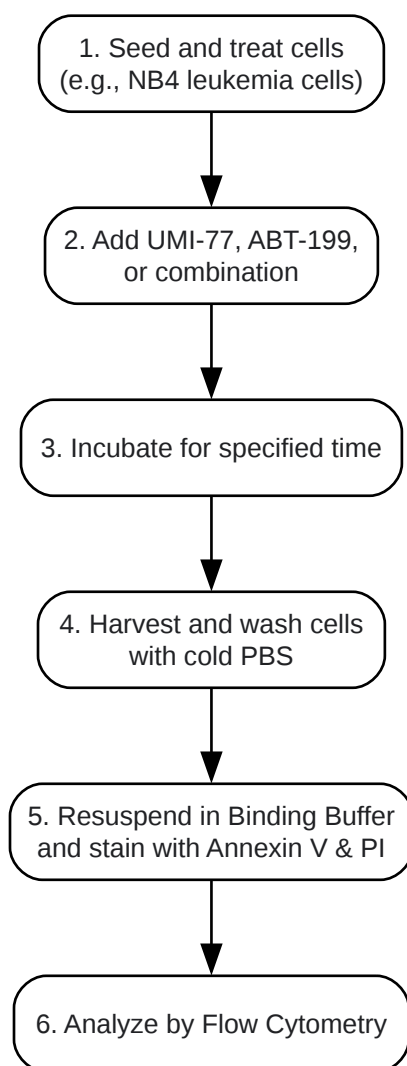 1. Seed and treat cells
(e.g., NB4 leukemia cells)
2. Add UMI-77, ABT-199,
or combination
3. Incubate for specified time
4. Harvest and wash cells
with cold PBS
5. Resuspend in Binding Buffer
and stain with Annexin V & PI
6. Analyze by Flow Cytometry